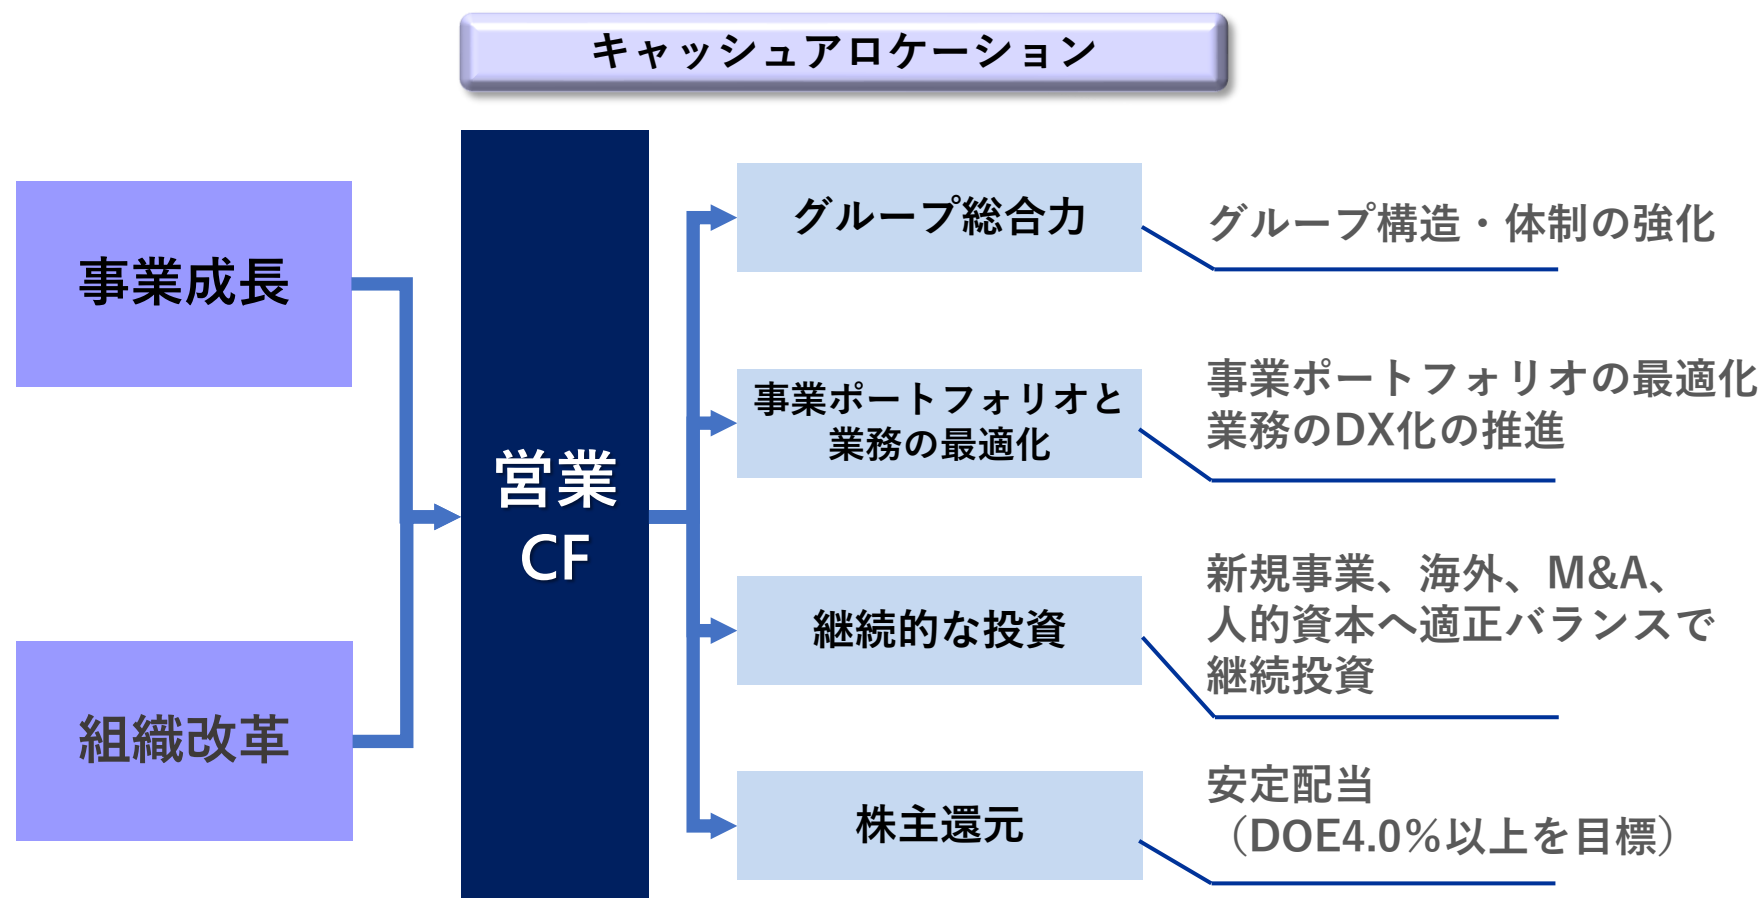 キャッシュアロケーション
事業成長
組織改革
営業
CF
グループ総合力
グループ構造・体制の強化
事業ポートフォリオと
業務の最適化
事業ポートフォリオの最適化
業務のDX化の推進
継続的な投資
新規事業、海外、M&A、
人的資本へ適正バランスで
継続投資
株主還元
安定配当
（DOE4.0％以上を目標）